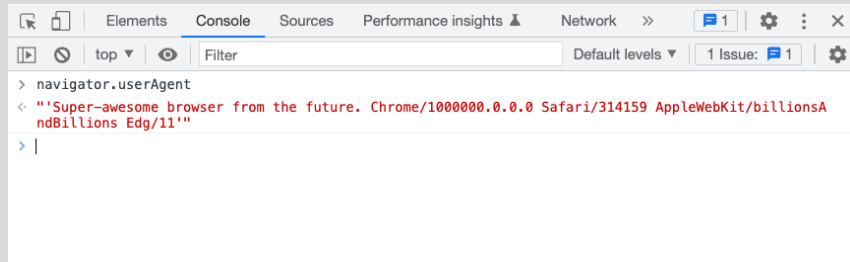 Elements Console Sources Performance insights Network » 1
top ▼ Filter Default levels ▼ 1 Issue: 1
> navigator.userAgent
"'Super-awesome browser from the future. Chrome/1000000.0.0.0 Safari/314159 AppleWebKit/billionsA
ndBillions Edg/11'"
>